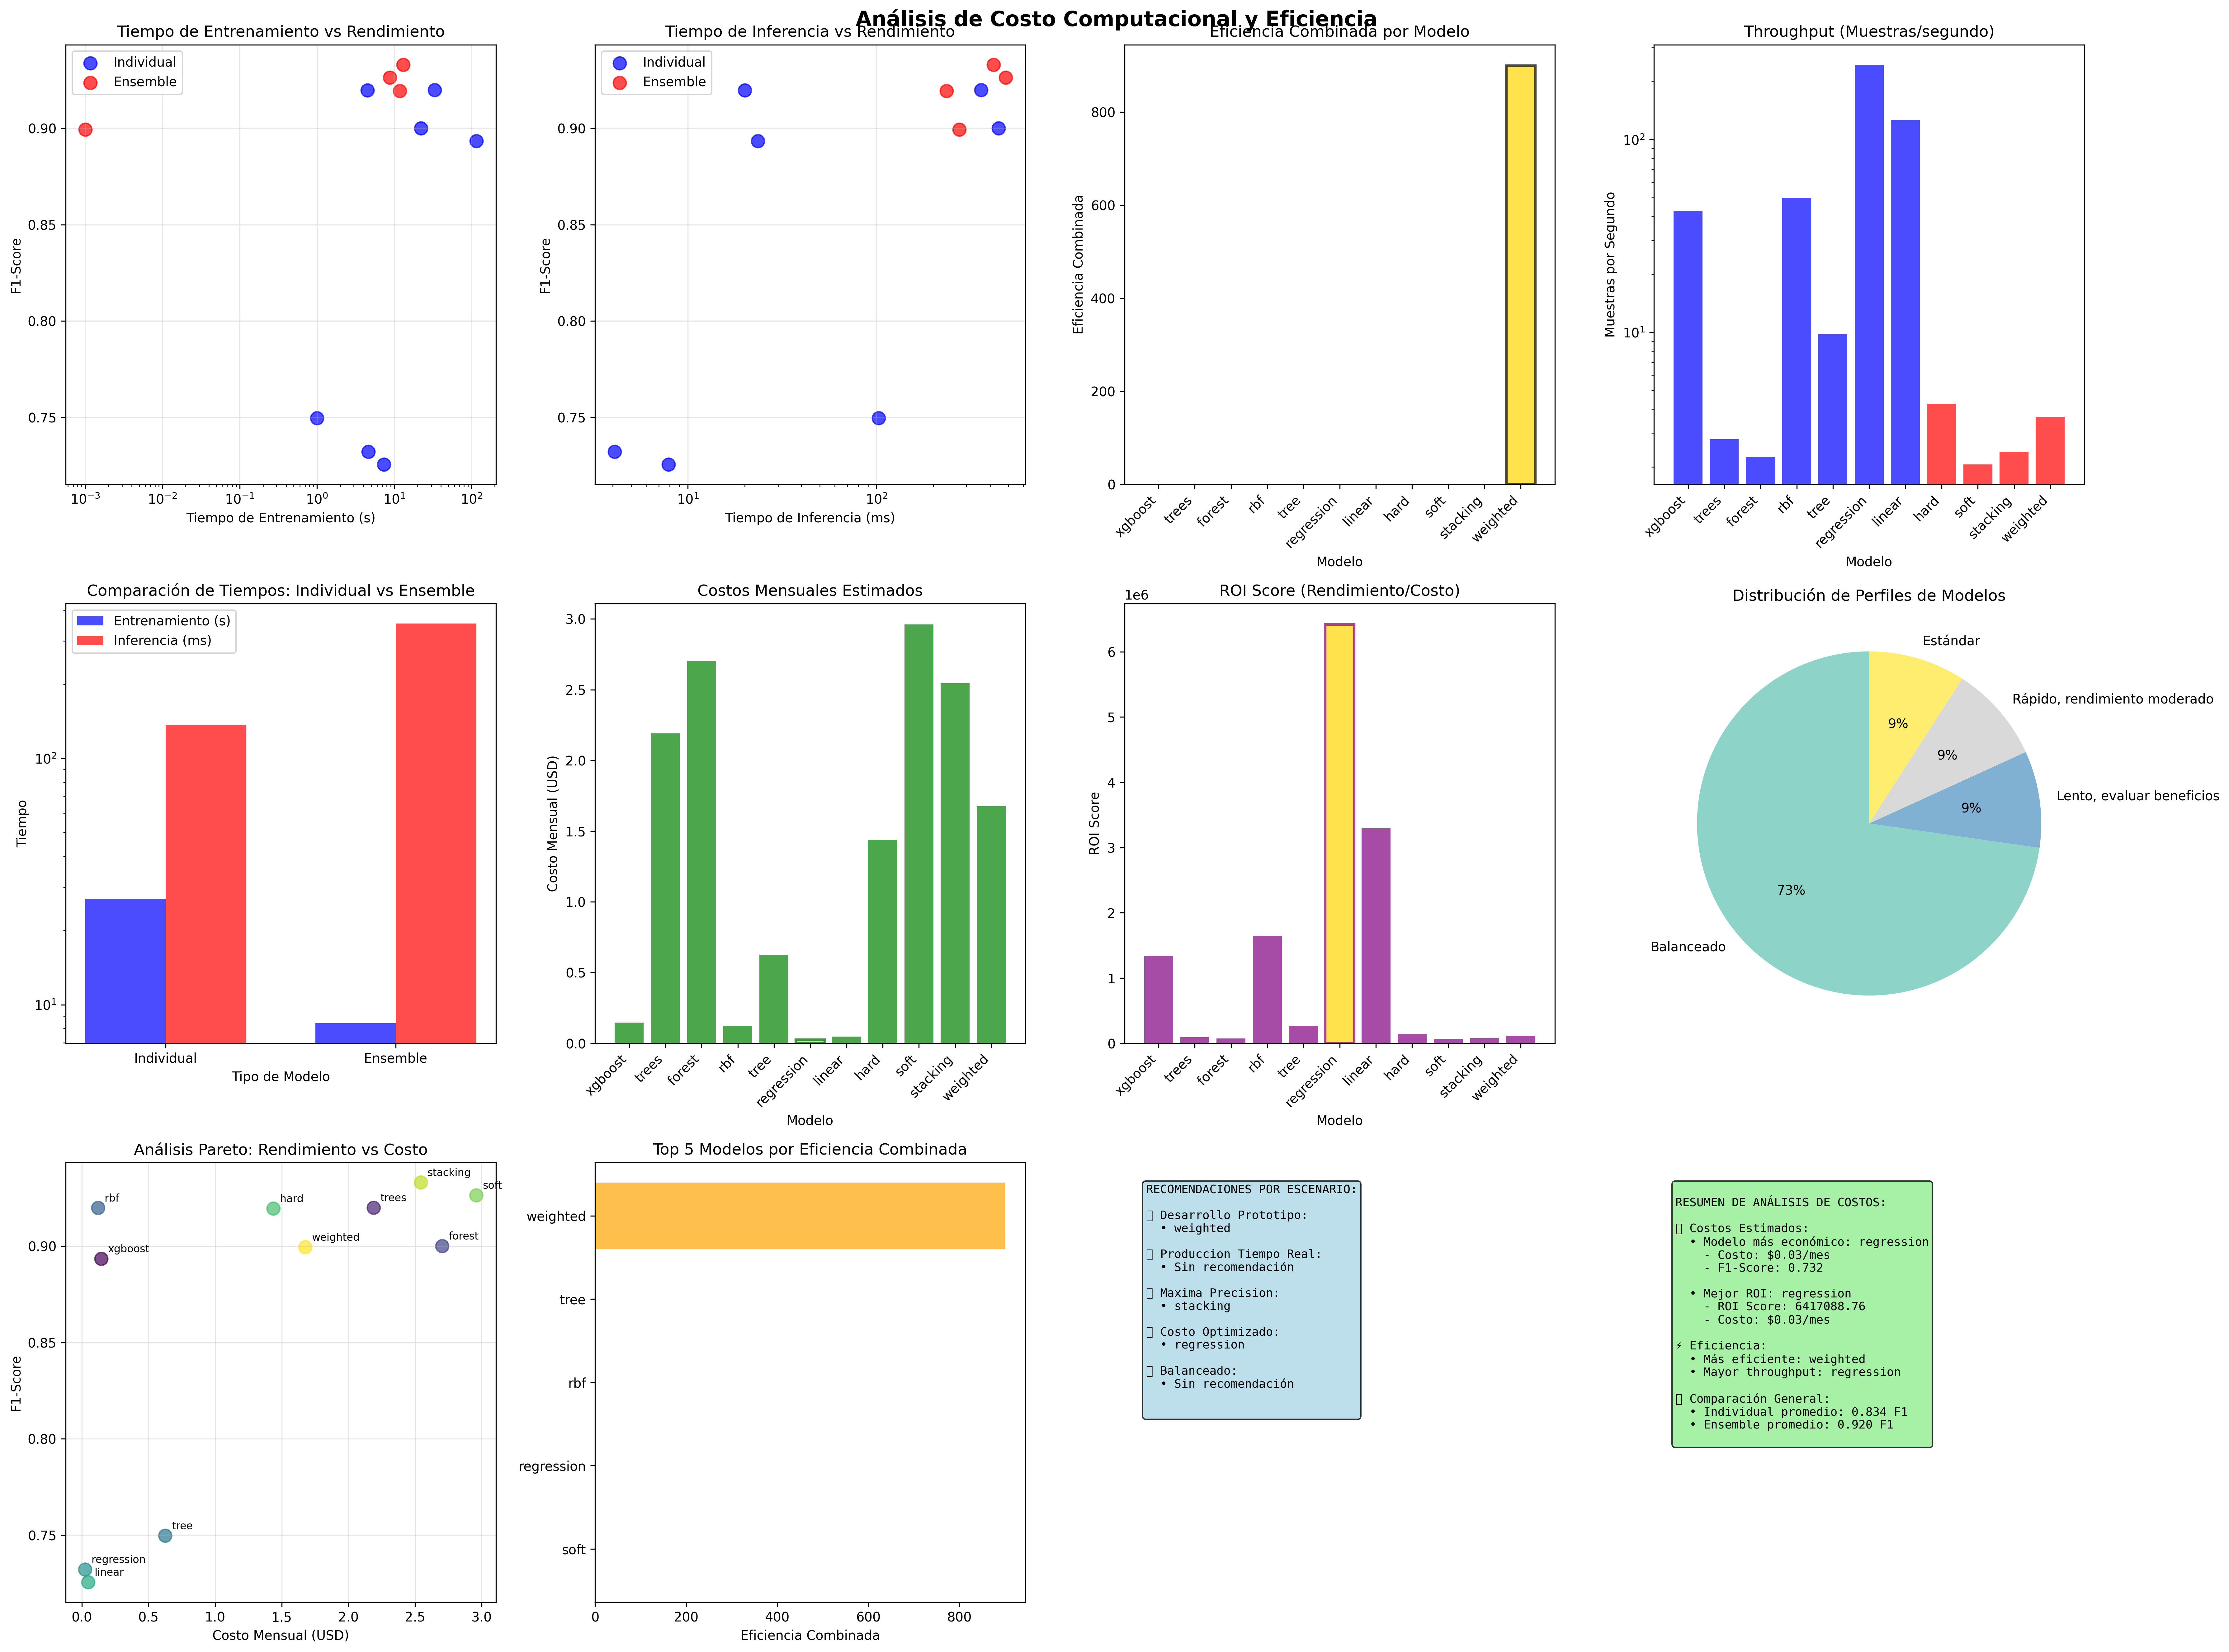 Análisis de Costo Computacional y Eficiencia
Tiempo de Entrenamiento vs Rendimiento
Individual
Ensemble
0.90
0.85
0.80
0.75
F1-Score
10⁻³
10⁻²
10⁻¹
10⁰
10¹
10²
Tiempo de Entrenamiento (s)
Tiempo de Inferencia vs Rendimiento
Individual
Ensemble
0.90
0.85
0.80
0.75
F1-Score
10¹
10²
Tiempo de Inferencia (ms)
Eficiencia Combinada por Modelo
800
600
400
200
0
Eficiencia Combinada
xgboost
trees
forest
rbf
tree
regression
linear
hard
soft
stacking
weighted
Modelo
Throughput (Muestras/segundo)
10²
10¹
Muestras por Segundo
xgboost
trees
forest
rbf
tree
regression
linear
hard
soft
stacking
weighted
Modelo
Comparación de Tiempos: Individual vs Ensemble
Entrenamiento (s)
Inferencia (ms)
10²
10¹
Tiempo
Individual
Ensemble
Tipo de Modelo
Costos Mensuales Estimados
3.0
2.5
2.0
1.5
1.0
0.5
0.0
Costo Mensual (USD)
xgboost
trees
forest
rbf
tree
regression
linear
hard
soft
stacking
weighted
Modelo
ROI Score (Rendimiento/Costo)
1e6
6
5
4
3
2
1
0
ROI Score
xgboost
trees
forest
rbf
tree
regression
linear
hard
soft
stacking
weighted
Modelo
Distribución de Perfiles de Modelos
Estándar
Rápido, rendimiento moderado
Lento, evaluar beneficios
Balanceado
9%
9%
9%
73%
Análisis Pareto: Rendimiento vs Costo
stacking
soft
rbf
hard
trees
weighted
forest
xgboost
tree
regression
linear
0.90
0.85
0.80
0.75
F1-Score
0.0
0.5
1.0
1.5
2.0
2.5
3.0
Costo Mensual (USD)
Top 5 Modelos por Eficiencia Combinada
weighted
tree
rbf
regression
soft
0
200
400
600
800
Eficiencia Combinada
RECOMENDACIONES POR ESCENARIO:
Desarrollo Prototipo:
• weighted
Produccion Tiempo Real:
• Sin recomendación
Maxima Precision:
• stacking
Costo Optimizado:
• regression
Balanceado:
• Sin recomendación
RESUMEN DE ANÁLISIS DE COSTOS:
Costos Estimados:
• Modelo más económico: regression
- Costo: $0.03/mes
- F1-Score: 0.732
• Mejor ROI: regression
- ROI Score: 6417088.76
- Costo: $0.03/mes
⚡ Eficiencia:
• Más eficiente: weighted
• Mayor throughput: regression
Comparación General:
• Individual promedio: 0.834 F1
• Ensemble promedio: 0.920 F1